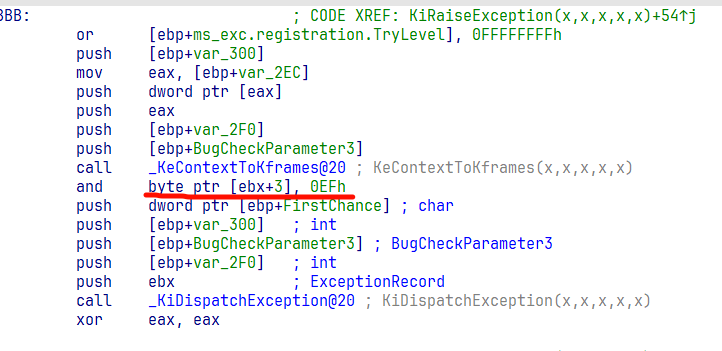 BBB: ; CODE XREF: KiRaiseException(x,x,x,x,x)+54↑j
or [ebp+ms_exc.registration.TryLevel], 0FFFFFFFFh
push [ebp+var_300]
mov eax, [ebp+var_2EC]
push dword ptr [eax]
push eax
push [ebp+var_2F0]
push [ebp+BugCheckParameter3]
call _KeContextToKframes@20 ; KeContextToKframes(x,x,x,x,x)
and byte ptr [ebx+3], 0EFh
push dword ptr [ebp+FirstChance] ; char
push [ebp+var_300] ; int
push [ebp+BugCheckParameter3] ; BugCheckParameter3
push [ebp+var_2F0] ; int
push ebx ; ExceptionRecord
call _KiDispatchException@20 ; KiDispatchException(x,x,x,x,x)
xor eax, eax